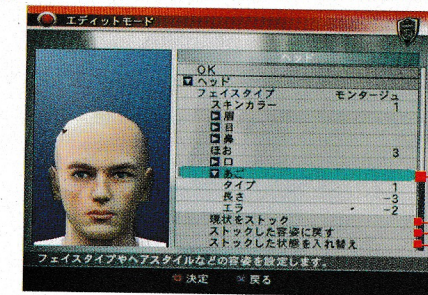 エディットモード
ヘッド
OK
▼ヘッド
フェイスタイプ モンタージュ
スキンカラー 1
▶眉
▶目
▶鼻
ほお 3
▶口
▼あご
タイプ 1
長さ -3
エラ -2
現状をストック
ストックした容姿に戻す
ストックした状態を入れ替え
フェイスタイプやヘアスタイルなどの容姿を設定します。
○ 決定 × 戻る